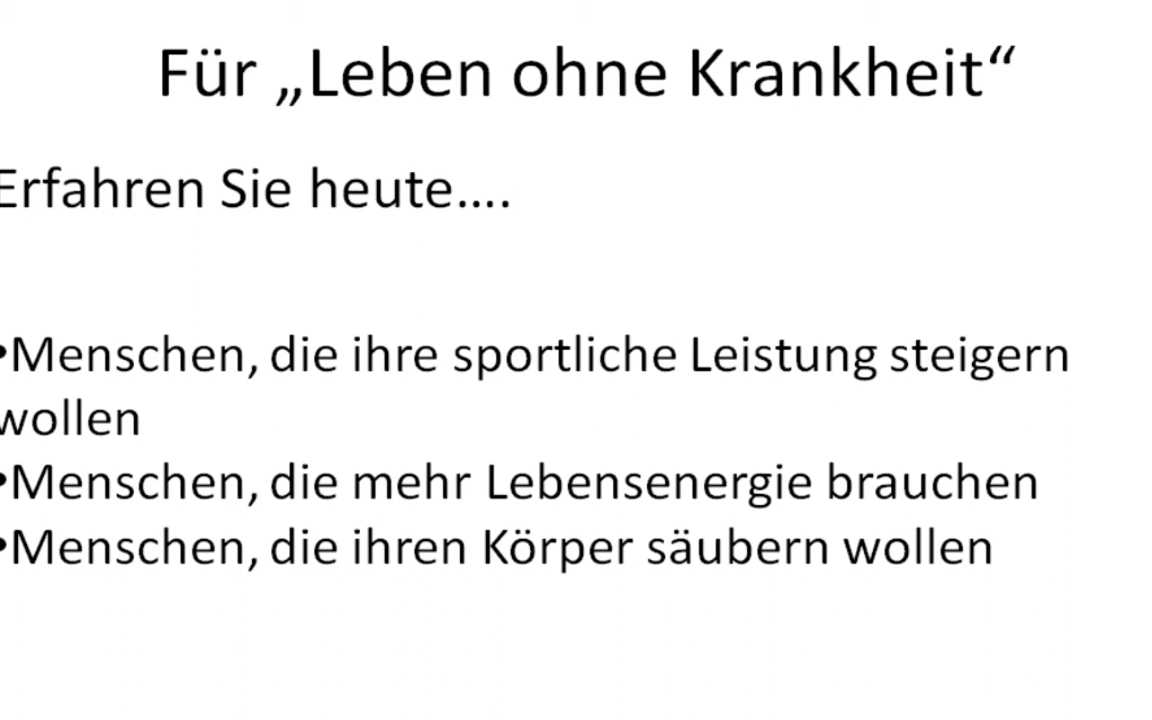 Für „Leben ohne Krankheit“
Erfahren Sie heute....
•Menschen, die ihre sportliche Leistung steigern
wollen
•Menschen, die mehr Lebensenergie brauchen
•Menschen, die ihren Körper säubern wollen